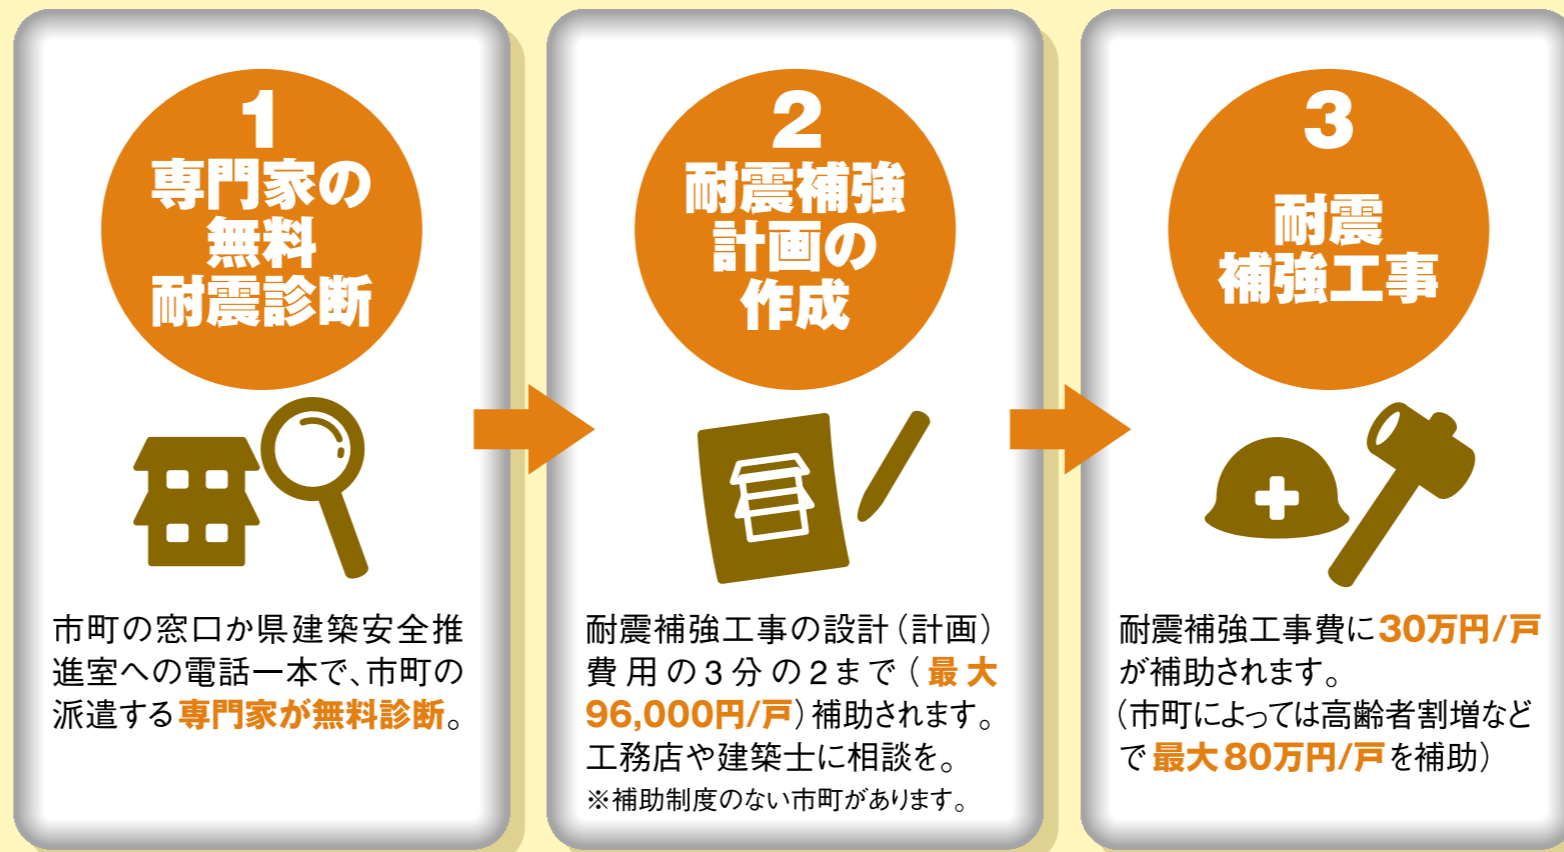 1
専門家の
無料
耐震診断
市町の窓口か県建築安全推
進室への電話一本で、市町の
派遣する専門家が無料診断。
2
耐震補強
計画の
作成
耐震補強工事の設計(計画)
費用の3分の2まで(最大
96,000円/戸)補助されます。
工務店や建築士に相談を。
※補助制度のない市町があります。
3
耐震
補強工事
耐震補強工事費に30万円/戸
が補助されます。
(市町によっては高齢者割増など
で最大80万円/戸を補助)